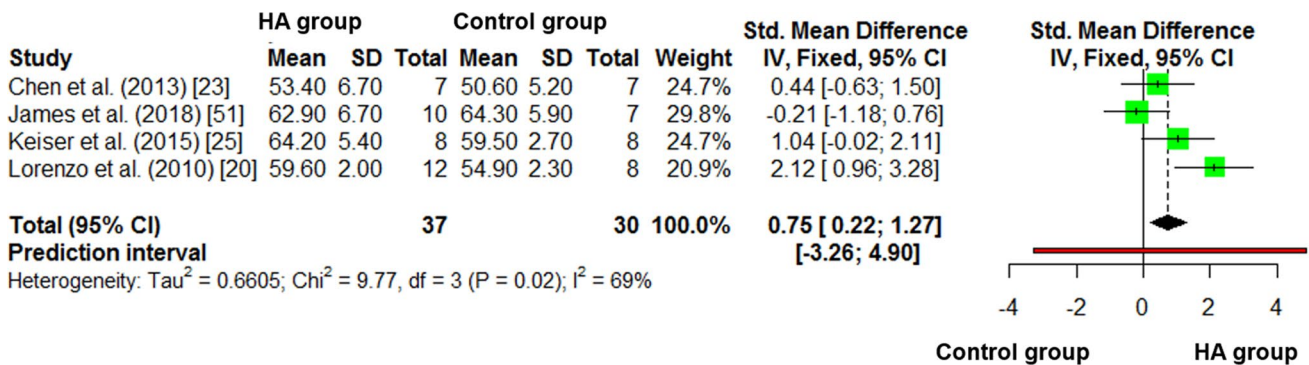 HA group Control group
Std. Mean Difference Std. Mean Difference
Study Mean SD Total Mean SD Total Weight IV, Fixed, 95% CI IV, Fixed, 95% CI
Chen et al. (2013) [23] 53.40 6.70 7 50.60 5.20 7 24.7% 0.44 [-0.63; 1.50]
James et al. (2018) [51] 62.90 6.70 10 64.30 5.90 7 29.8% -0.21 [-1.18; 0.76]
Keiser et al. (2015) [25] 64.20 5.40 8 59.50 2.70 8 24.7% 1.04 [-0.02; 2.11]
Lorenzo et al. (2010) [20] 59.60 2.00 12 54.90 2.30 8 20.9% 2.12 [ 0.96; 3.28]
Total (95% CI) 37 30 100.0% 0.75 [ 0.22; 1.27]
Prediction interval [-3.26; 4.90]
Heterogeneity: Tau² = 0.6605; Chi² = 9.77, df = 3 (P = 0.02); I² = 69%
-4 -2 0 2 4
Control group HA group